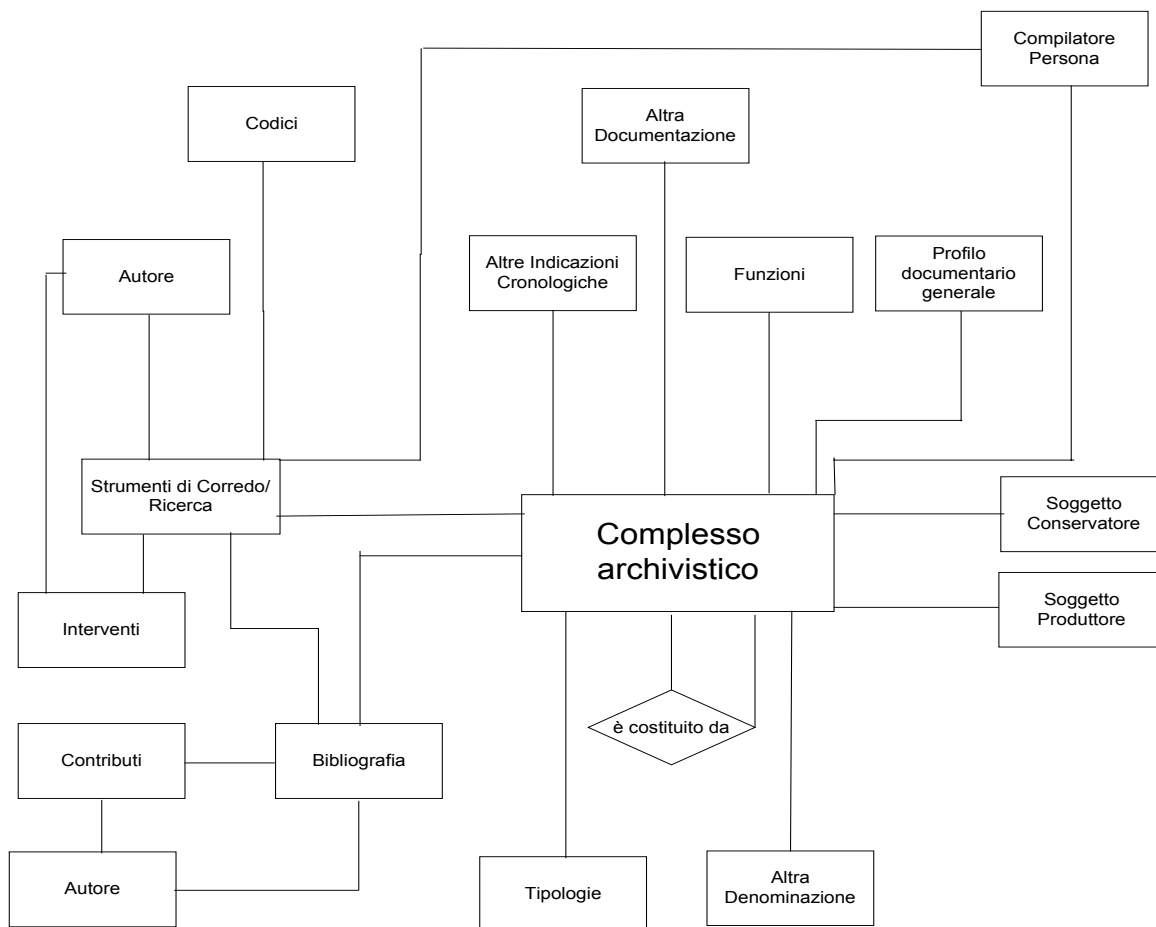 Compilatore
Persona
Codici
Altra
Documentazione
Autore
Altre Indicazioni
Cronologiche
Funzioni
Profilo
documentario
generale
Strumenti di Corredo/
Ricerca
Complesso
archivistico
Soggetto
Conservatore
Interventi
Soggetto
Produttore
è costituito da
Contributi
Bibliografia
Autore
Tipologie
Altra
Denominazione